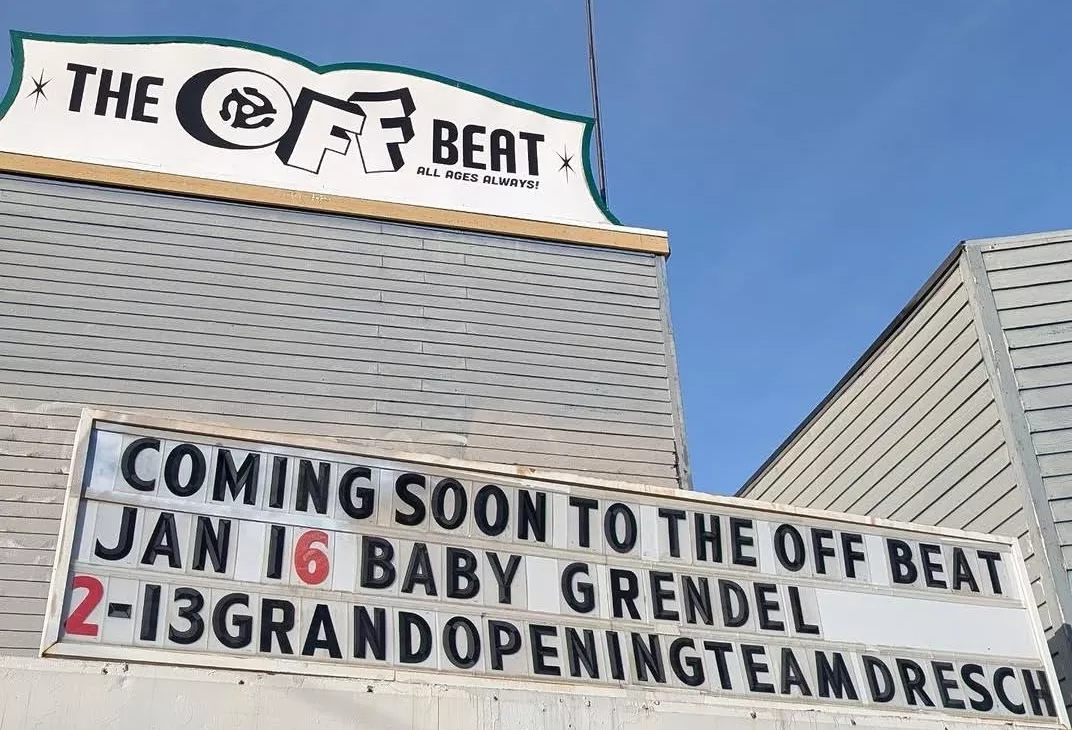 THE OFF BEAT
ALL AGES ALWAYS!
COMING SOON TO THE OFF BEAT
JAN 16 BABY GRENDEL
2-13GRANDOPENINGTEAMDRESCH